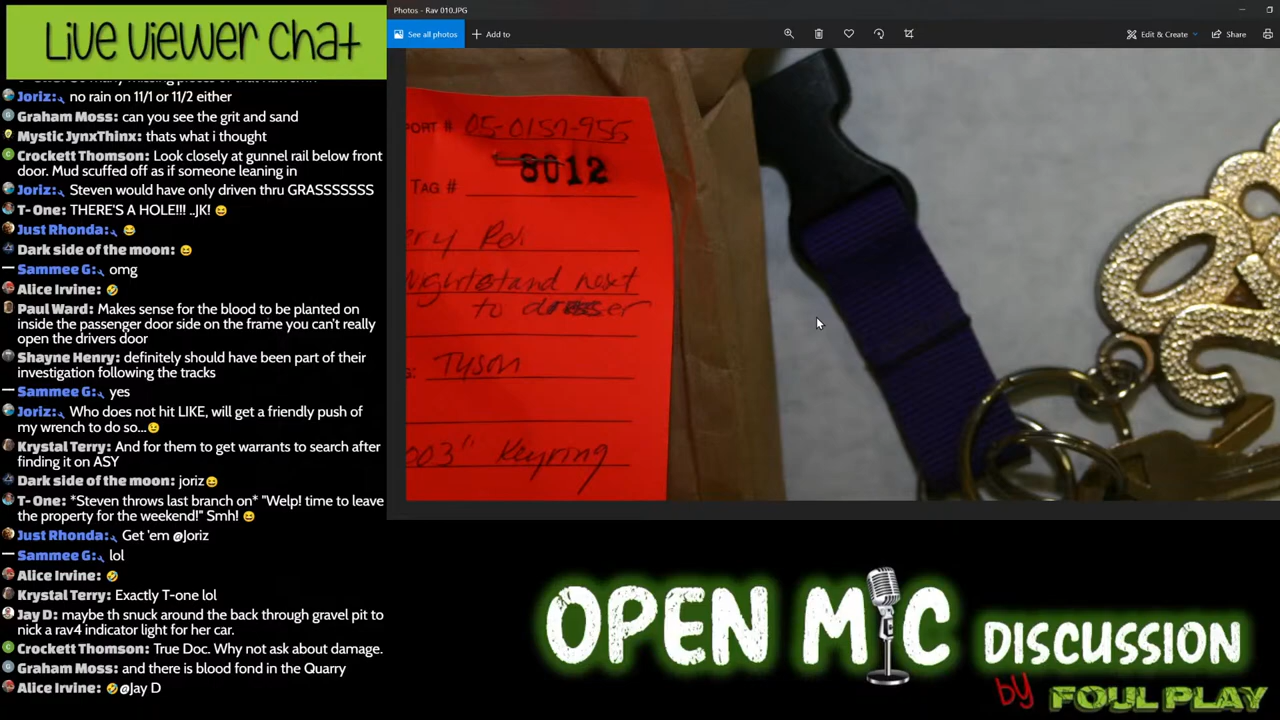 Live Viewer Chat
Joriz: no rain on 11/1 or 11/2 either
Graham Moss: can you see the grit and sand
Mystic JynxThinx: thats what i thought
Crockett Thomson: Look closely at gunnel rail below front
door. Mud scuffed off as if someone leaning in
Joriz: Steven would have only driven thru GRASSSSSSS
T-One: THERE'S A HOLE!!! ..JK! 😆
Just Rhonda: 😂
Dark side of the moon: 😆
Sammee G: omg
Alice Irvine: 🤣
Paul Ward: Makes sense for the blood to be planted on
inside the passenger door side on the frame you can't really
open the drivers door
Shayne Henry: definitely should have been part of their
investigation following the tracks
Sammee G: yes
Joriz: Who does not hit LIKE, will get a friendly push of
my wrench to do so...😉
Krystal Terry: And for them to get warrants to search after
finding it on ASY
Dark side of the moon: joriz😆
T-One: *Steven throws last branch on* "Welp! time to leave
the property for the weekend!" Smh! 😆
Just Rhonda: Get 'em @Joriz
Sammee G: lol
Alice Irvine: 🤣
Krystal Terry: Exactly T-one lol
Jay D: maybe th snuck around the back through gravel pit to
nick a rav4 indicator light for her car.
Crockett Thomson: True Doc. Why not ask about damage.
Graham Moss: and there is blood fond in the Quarry
Alice Irvine: 🤣@Jay D
Photos - Rav 010.JPG
See all photos + Add to Edit & Create Share
PORT # 05-0157-955
8012
TAG #
ery Rd.
Nightstand next
to dresser
: Tyson
003" Keyring
OPEN MIC
DISCUSSION
by FOUL PLAY